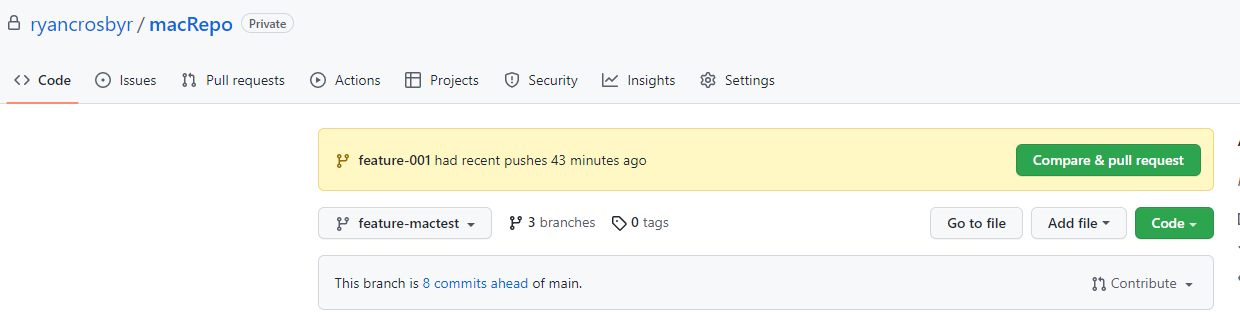 ryancrosbyr / macRepo Private
Code Issues Pull requests Actions Projects Security Insights Settings
feature-001 had recent pushes 43 minutes ago Compare & pull request
feature-mactest 3 branches 0 tags Go to file Add file Code
This branch is 8 commits ahead of main. Contribute